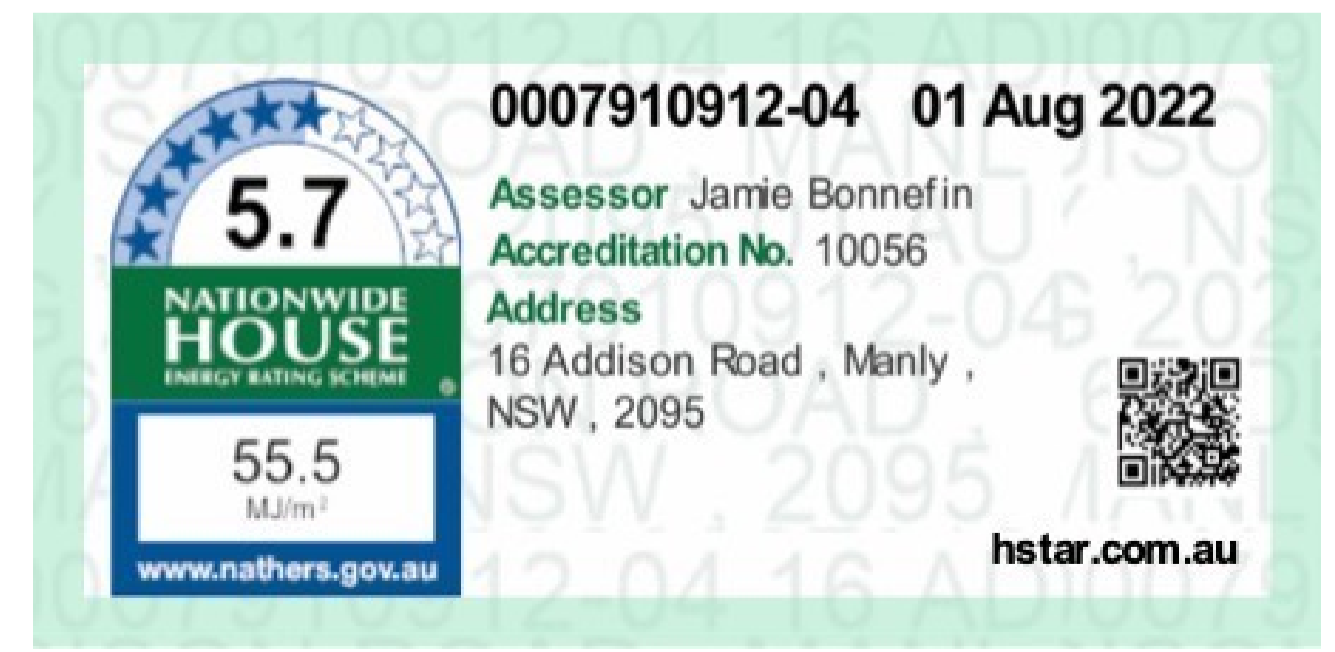 0007910912-04 01 Aug 2022
5.7
NATIONWIDE
HOUSE
ENERGY RATING SCHEME
®
55.5
MJ/m²
www.nathers.gov.au
Assessor Jamie Bonnefin
Accreditation No. 10056
Address
16 Addison Road , Manly ,
NSW , 2095
hstar.com.au